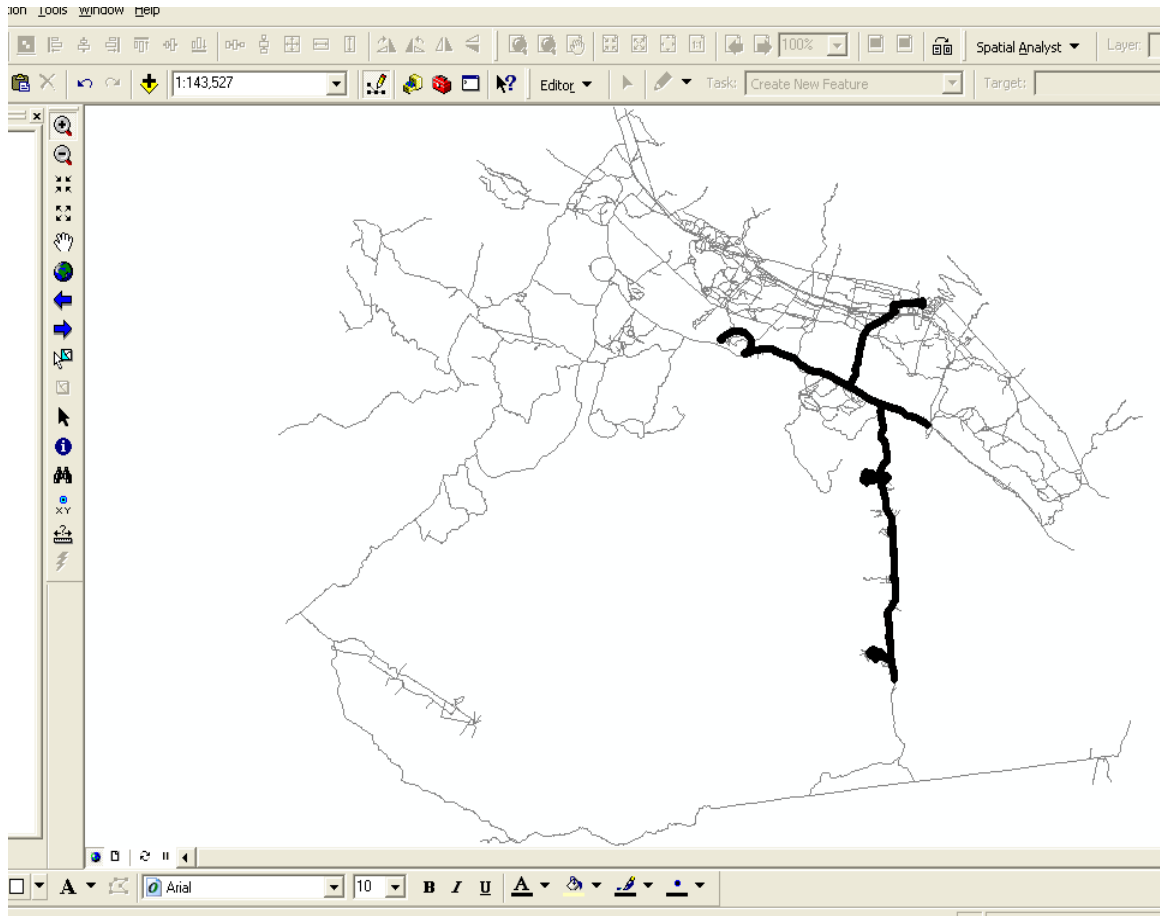 tion Tools Window Help
100% Spatial Analyst Layer:
1:143,527 Editor Task: Create New Feature Target:
XY
Arial 10 B I U A
A